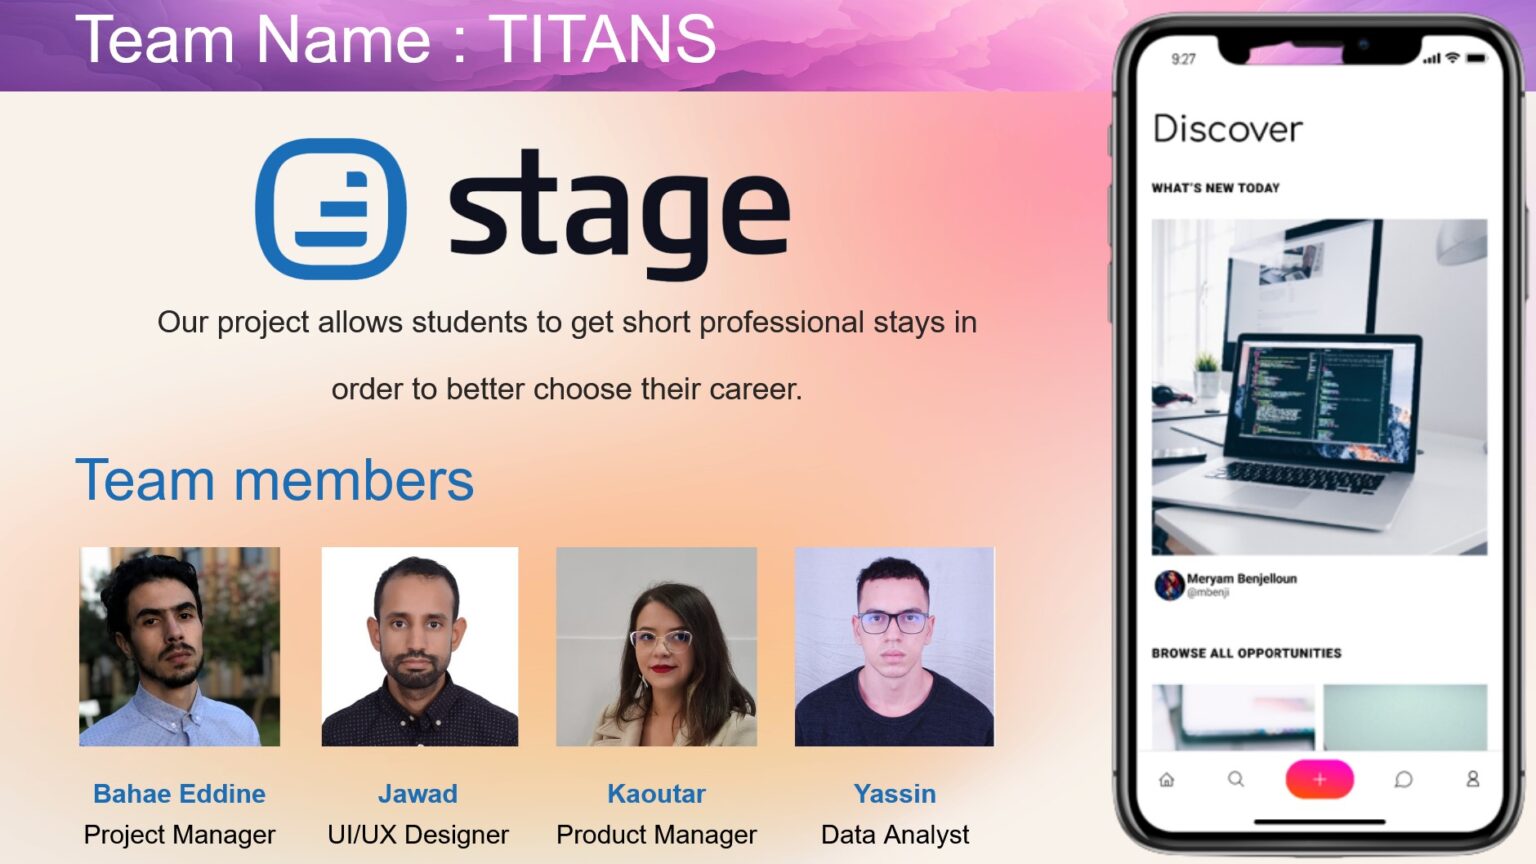 Team Name : TITANS
stage
Our project allows students to get short professional stays in
order to better choose their career.
Team members
Bahae Eddine
Project Manager
Jawad
UI/UX Designer
Kaoutar
Product Manager
Yassin
Data Analyst
9:27
Discover
WHAT'S NEW TODAY
Meryam Benjelloun
@mbenji
BROWSE ALL OPPORTUNITIES